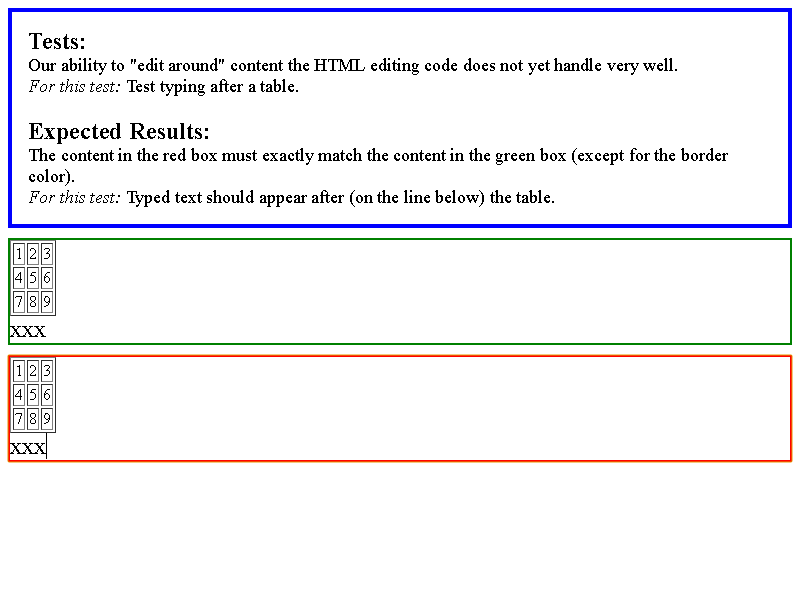 Tests:
Our ability to "edit around" content the HTML editing code does not yet handle very well.
For this test: Test typing after a table.
Expected Results:
The content in the red box must exactly match the content in the green box (except for the border
color).
For this test: Typed text should appear after (on the line below) the table.
1 2 3
4 5 6
7 8 9
xxx
1 2 3
4 5 6
7 8 9
xxx